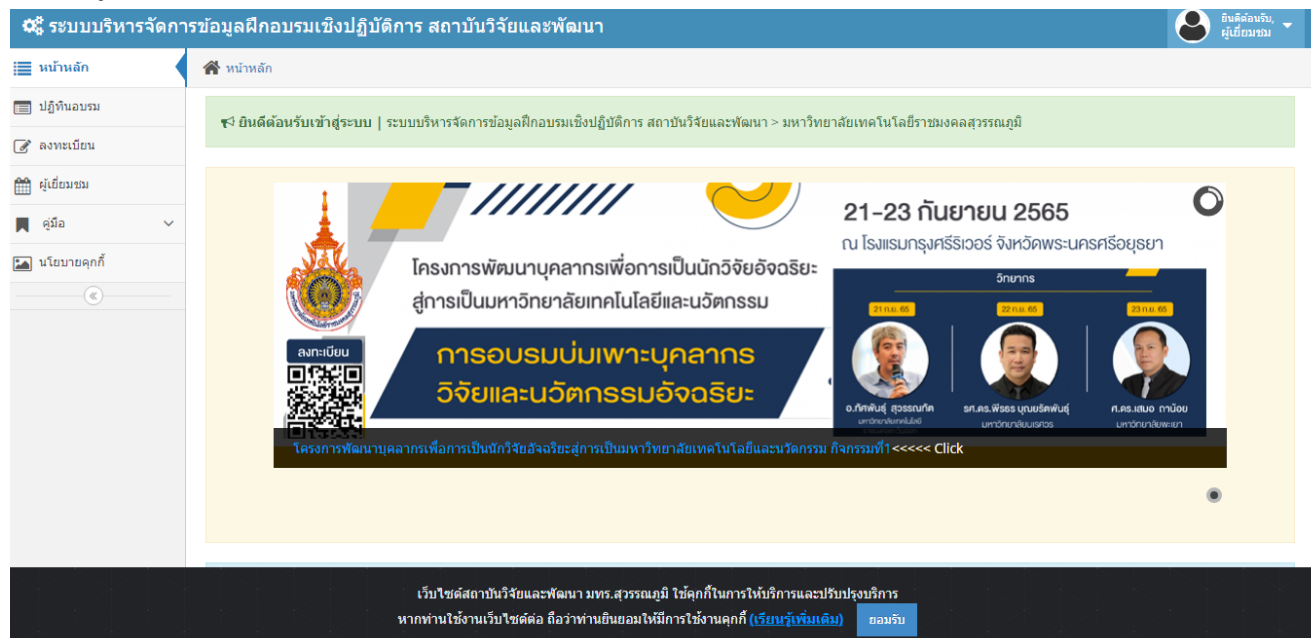 ระบบบริหารจัดการข้อมูลฝึกอบรมเชิงปฏิบัติการ สถาบันวิจัยและพัฒนา
ยินดีต้อนรับ,
ผู้เยี่ยมชม
หน้าหลัก
หน้าหลัก
ปฏิทินอบรม
ลงทะเบียน
ผู้เยี่ยมชม
คู่มือ
นโยบายคุกกี้
ยินดีต้อนรับเข้าสู่ระบบ | ระบบบริหารจัดการข้อมูลฝึกอบรมเชิงปฏิบัติการ สถาบันวิจัยและพัฒนา > มหาวิทยาลัยเทคโนโลยีราชมงคลสุวรรณภูมิ
โครงการพัฒนาบุคลากรเพื่อการเป็นนักวิจัยอัจฉริยะ
สู่การเป็นมหาวิทยาลัยเทคโนโลยีและนวัตกรรม
ลงทะเบียน
การอบรมบ่มเพาะบุคลากร
วิจัยและนวัตกรรมอัจฉริยะ
21-23 กันยายน 2565
ณ โรงแรมกรุงศรีริเวอร์ จังหวัดพระนครศรีอยุธยา
วิทยากร
21 ก.ย. 65
22 ก.ย. 65
23 ก.ย. 65
มหาวิทยาลัยนเรศวร
ศ.ดร.เสมอ ถาน้อย
มหาวิทยาลัยพะเยา
โครงการพัฒนาบุคลากรเพื่อการเป็นนักวิจัยอัจฉริยะสู่การเป็นมหาวิทยาลัยเทคโนโลยีและนวัตกรรม กิจกรรมที่1<<<<< Click
เว็บไซต์สถาบันวิจัยและพัฒนา มทร.สุวรรณภูมิ ใช้คุกกี้ในการให้บริการและปรับปรุงบริการ
หากท่านใช้งานเว็บไซต์ต่อ ถือว่าท่านยินยอมให้มีการใช้งานคุกกี้ (เรียนรู้เพิ่มเติม) ยอมรับ